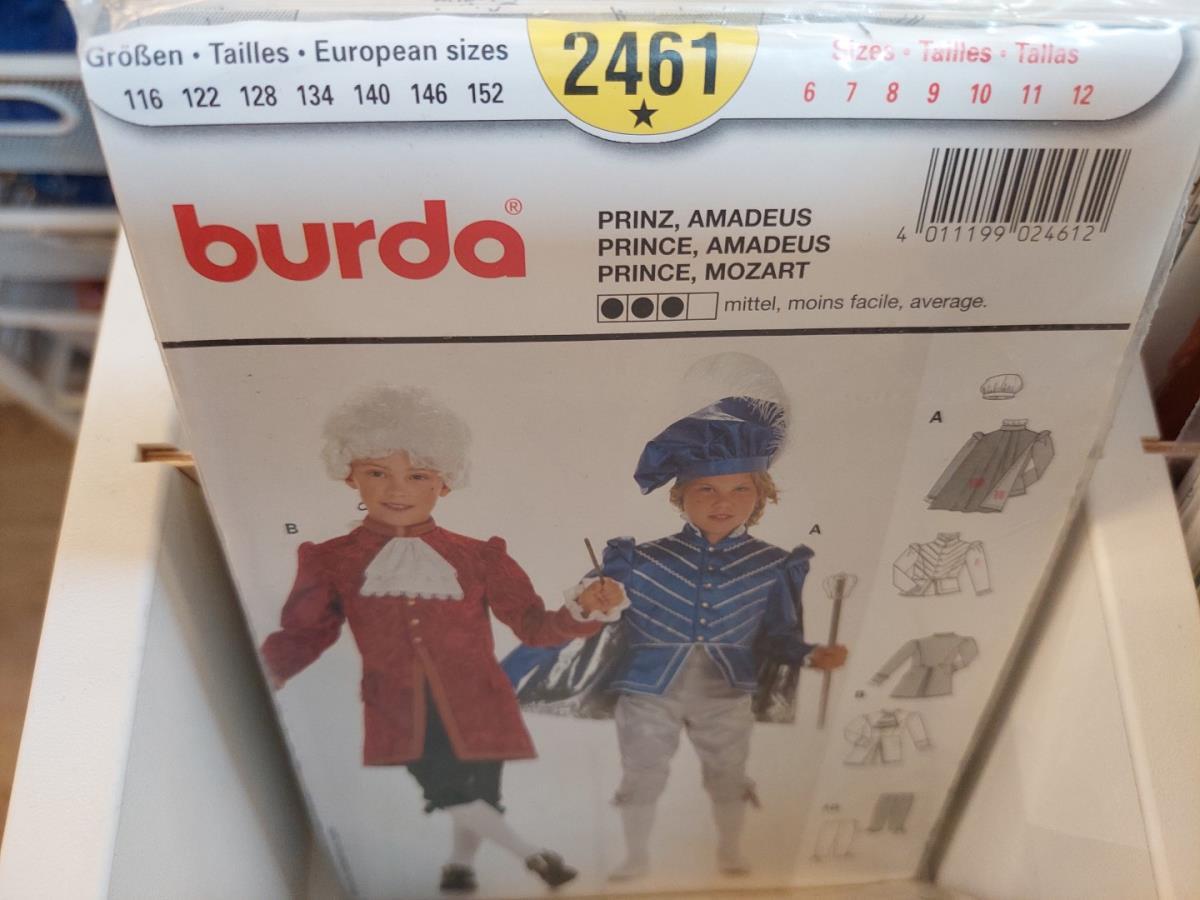 Größen • Tailles • European sizes
116 122 128 134 140 146 152
2461
Sizes • Tailles • Tallas
6 7 8 9 10 11 12
burda®
PRINZ, AMADEUS
PRINCE, AMADEUS
PRINCE, MOZART
mittel, moins facile, average.
4 011199 024612
A
B
A
B